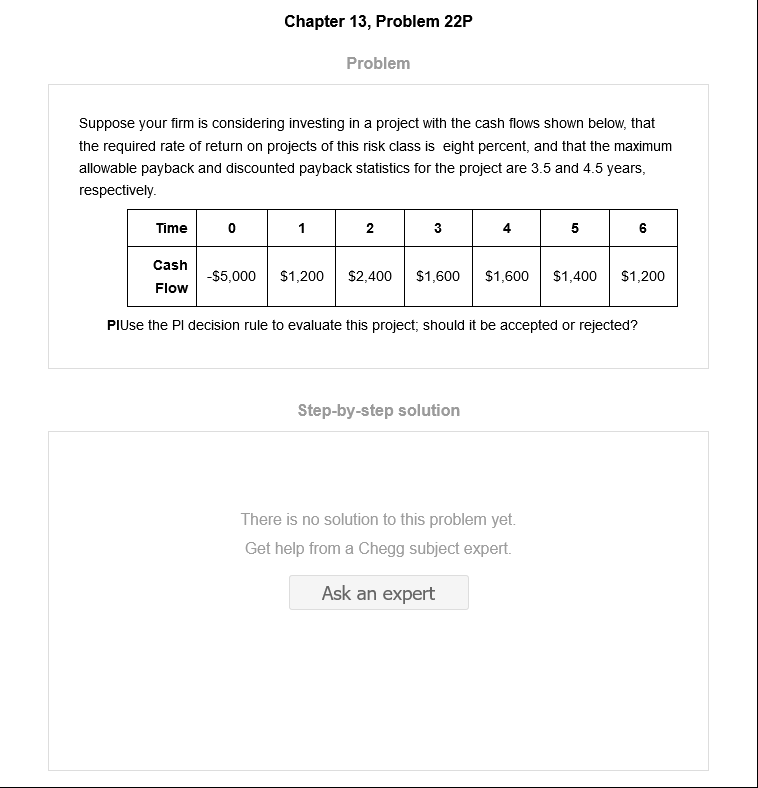 Chapter 13, Problem 22P
Problem
Suppose your firm is considering investing in a project with the cash flows shown below, that
the required rate of return on projects of this risk class is eight percent, and that the maximum
allowable payback and discounted payback statistics for the project are 3.5 and 4.5 years,
respectively.
Time 0 1 2 3 4 5 6
Cash
Flow -$5,000 $1,200 $2,400 $1,600 $1,600 $1,400 $1,200
PIUse the PI decision rule to evaluate this project; should it be accepted or rejected?
Step-by-step solution
There is no solution to this problem yet.
Get help from a Chegg subject expert.
Ask an expert